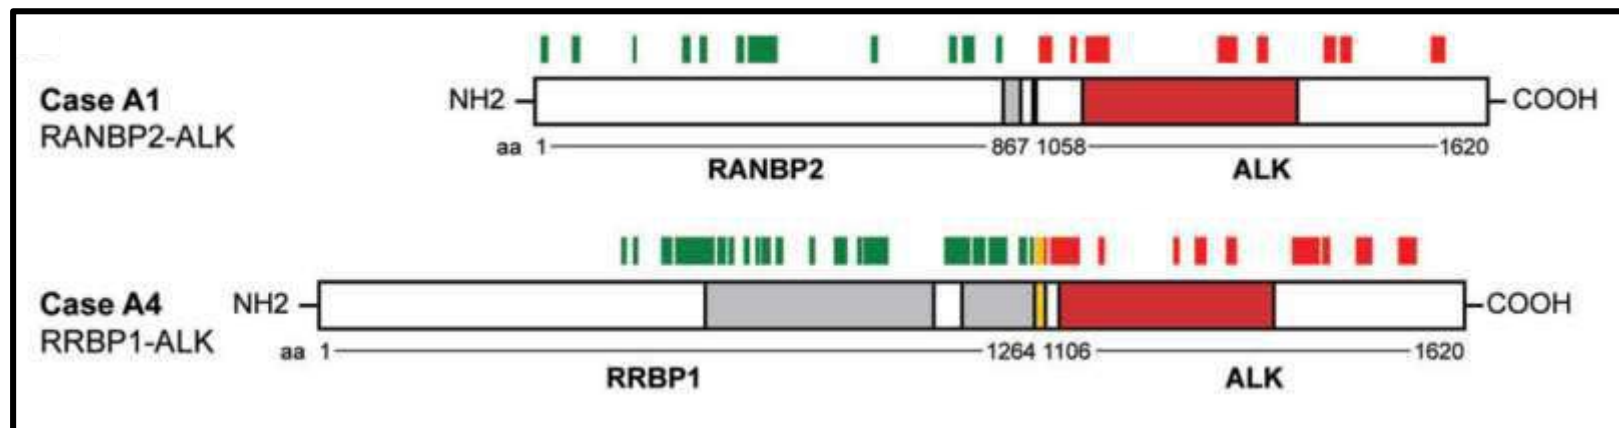 Case A1
RANBP2-ALK
NH2
COOH
aa 1 867 1058 1620
RANBP2 ALK
Case A4
RRBP1-ALK
NH2
COOH
aa 1 1264 1106 1620
RRBP1 ALK